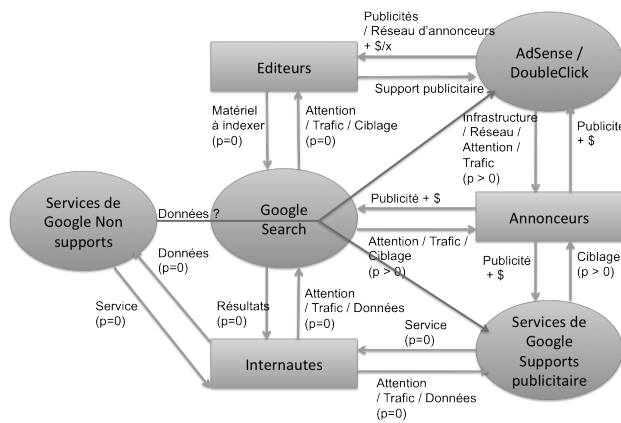 Publicités
/ Réseau d'annonceurs
+ $/x
AdSense /
DoubleClick
Editeurs
Support publicitaire
Matériel
à indexer
(p=0)
Attention
/ Trafic / Ciblage
(p=0)
Infrastructure
/ Réseau /
Attention /
Trafic
(p > 0)
Publicité
+ $
Services de
Google Non
supports
Données ?
Google
Search
Publicité + $
Annonceurs
Attention / Trafic /
Ciblage
(p > 0)
Données
(p=0)
Publicité
+ $
Ciblage
(p > 0)
Service
(p=0)
Résultats
(p=0)
Attention
/ Trafic / Données
(p=0)
Service
(p=0)
Services de
Google
Supports
publicitaire
Internautes
Attention
/ Trafic / Données
(p=0)